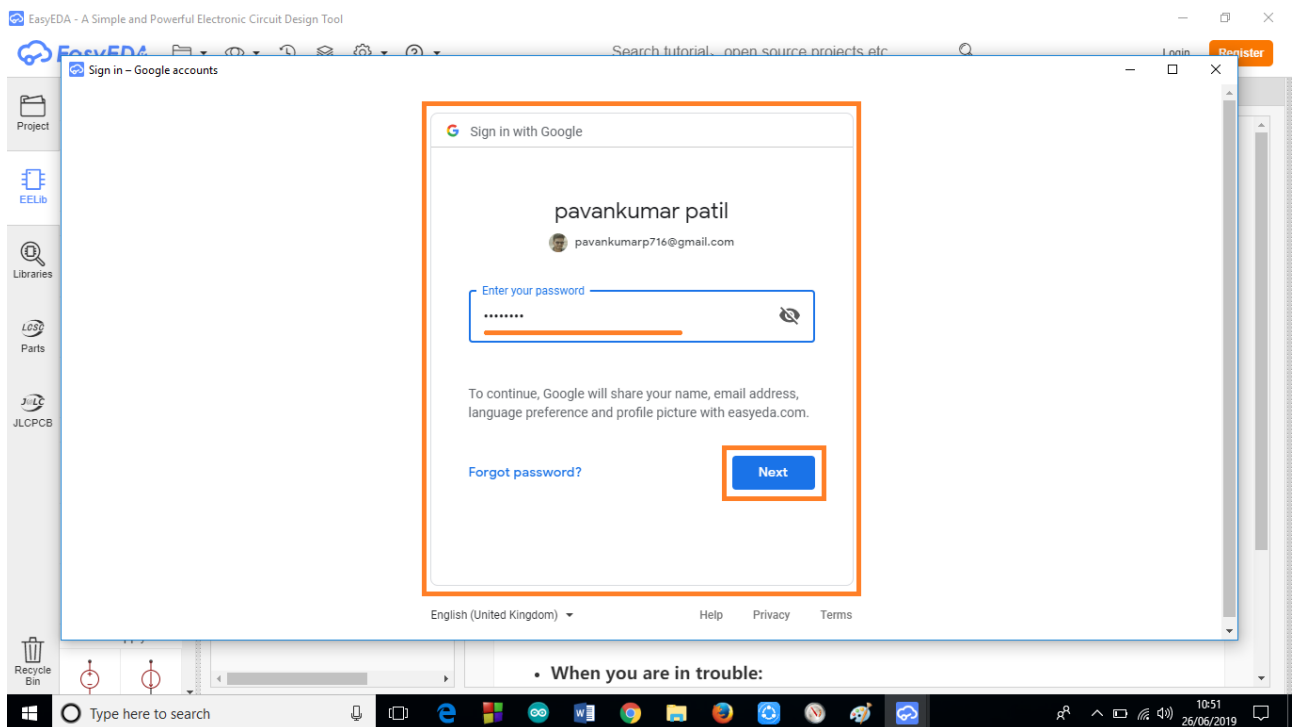 EasyEDA - A Simple and Powerful Electronic Circuit Design Tool
EasyEDA
Search tutorial, open source projects etc
Login
Register
Sign in – Google accounts
Project
EELib
Libraries
LCSC
Parts
JLC
JLCPCB
Recycle
Bin
Sign in with Google
pavankumar patil
pavankumarp716@gmail.com
Enter your password
••••••••
To continue, Google will share your name, email address,
language preference and profile picture with easyeda.com.
Forgot password?
Next
English (United Kingdom)
Help
Privacy
Terms
• When you are in trouble:
Type here to search
10:51
26/06/2019